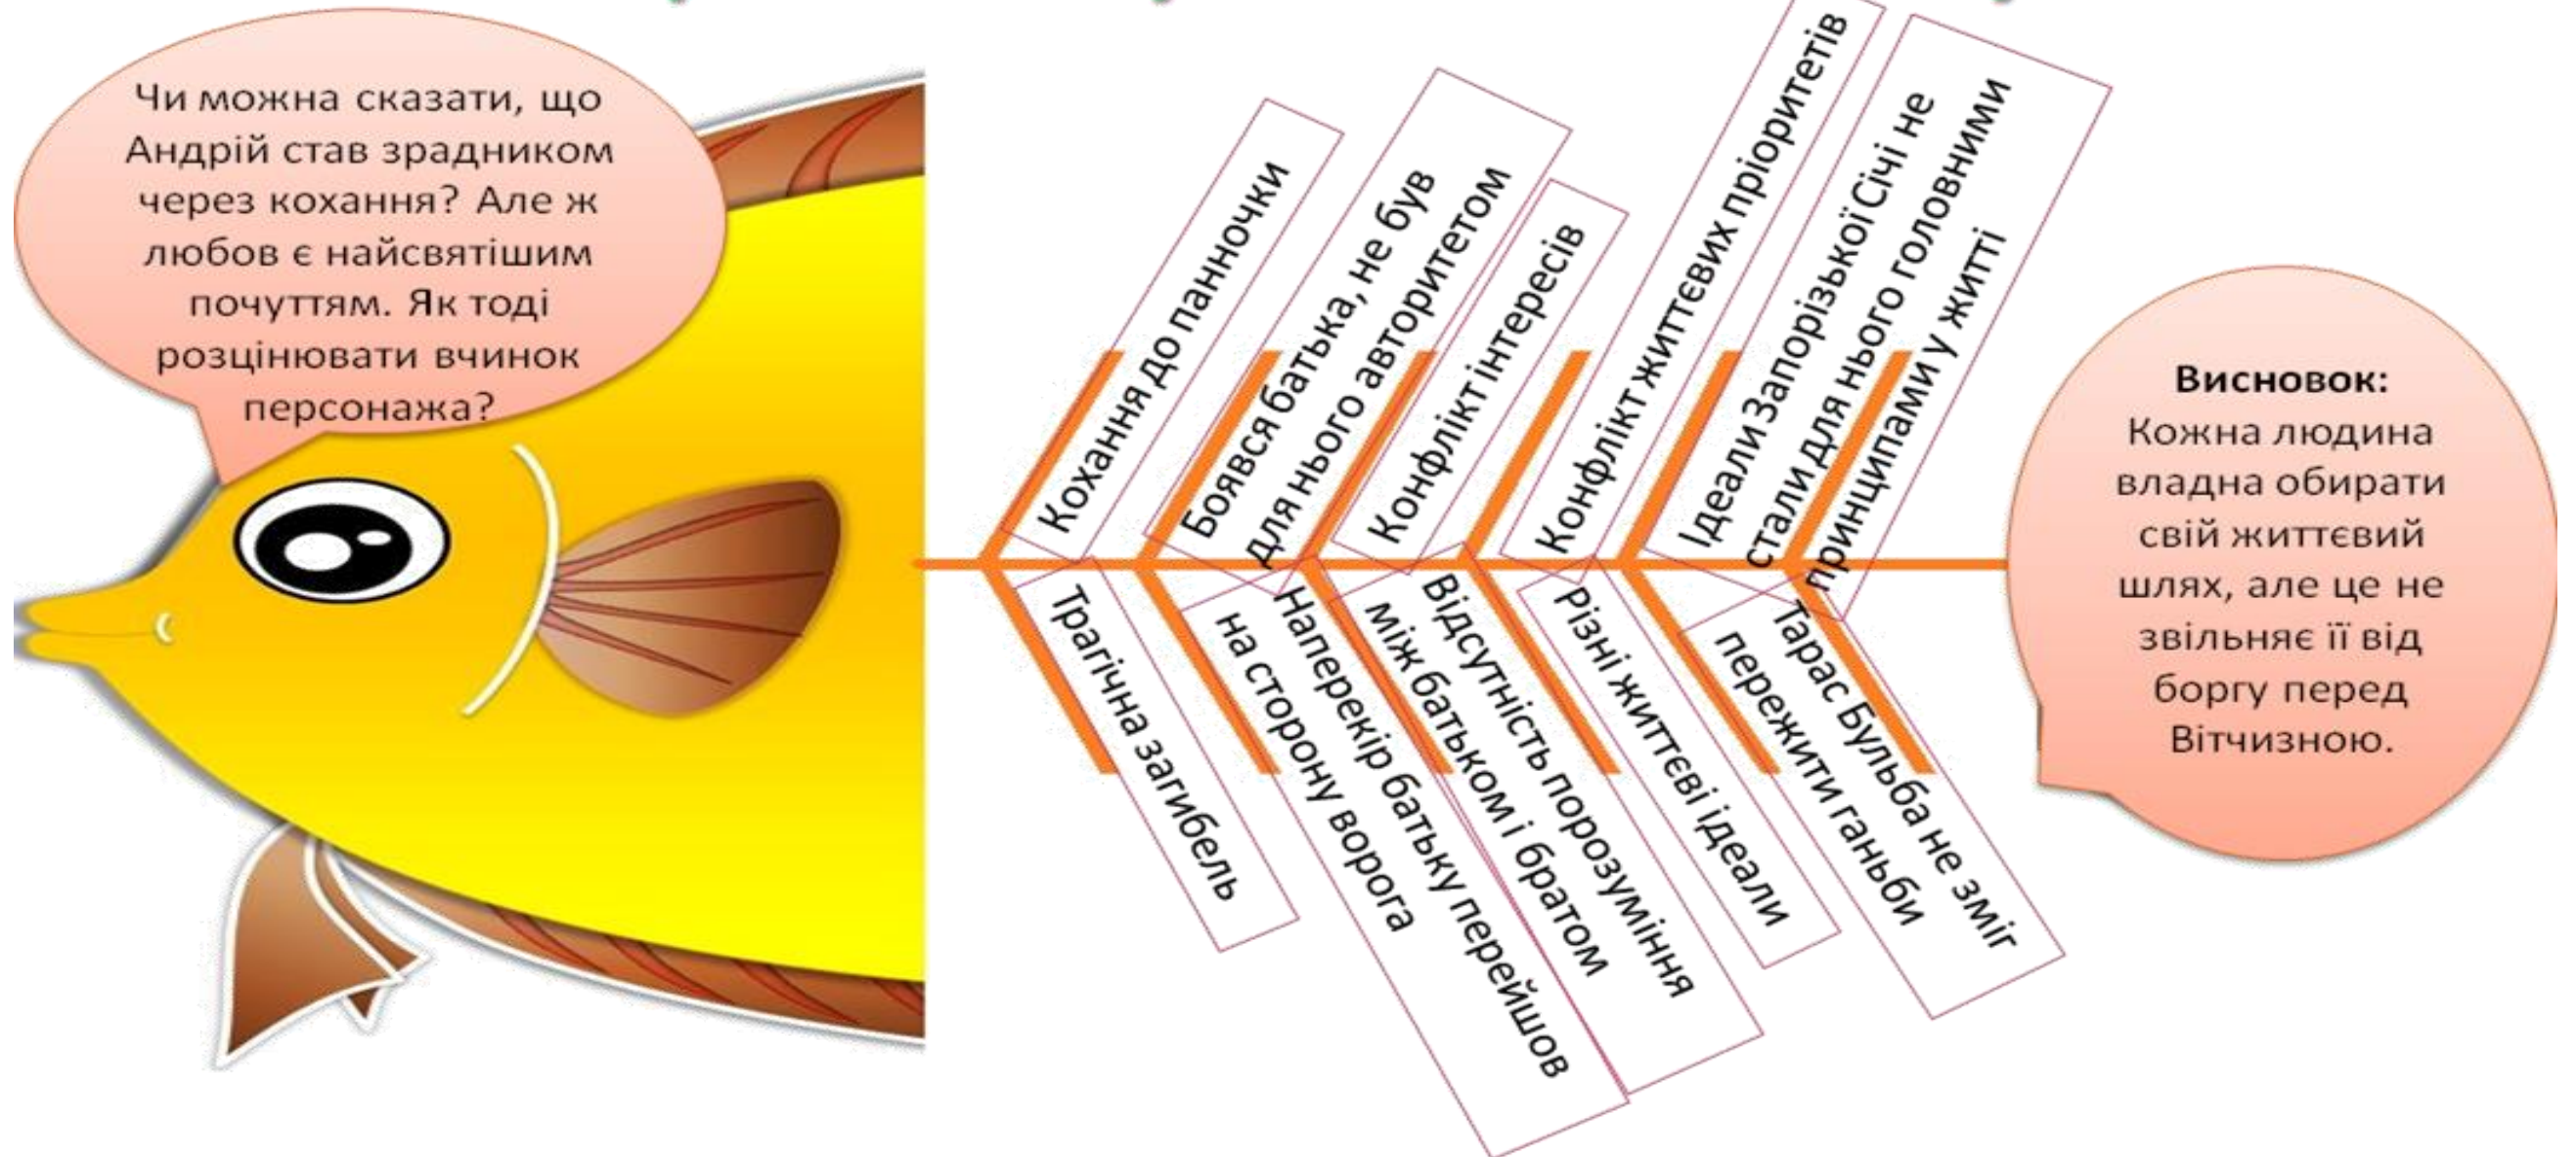 Чи можна сказати, що
Андрій став зрадником
через кохання? Але ж
любов є найсвятішим
почуттям. Як тоді
розцінювати вчинок
персонажа?
Кохання до панночки
Боявся батька, не був
для нього авторитетом
Конфлікт інтересів
Конфлікт життєвих пріоритетів
Ідеали Запорізької Січі не
стали для нього головними
принципами у житті
Трагічна загибель
Наперекір батьку перейшов
на сторону ворога
Відсутність порозуміння
між батьком і братом
Різні життєві ідеали
Тарас Бульба не зміг
пережити ганьби
Висновок:
Кожна людина
владна обирати
свій життєвий
шлях, але це не
звільняє її від
боргу перед
Вітчизною.